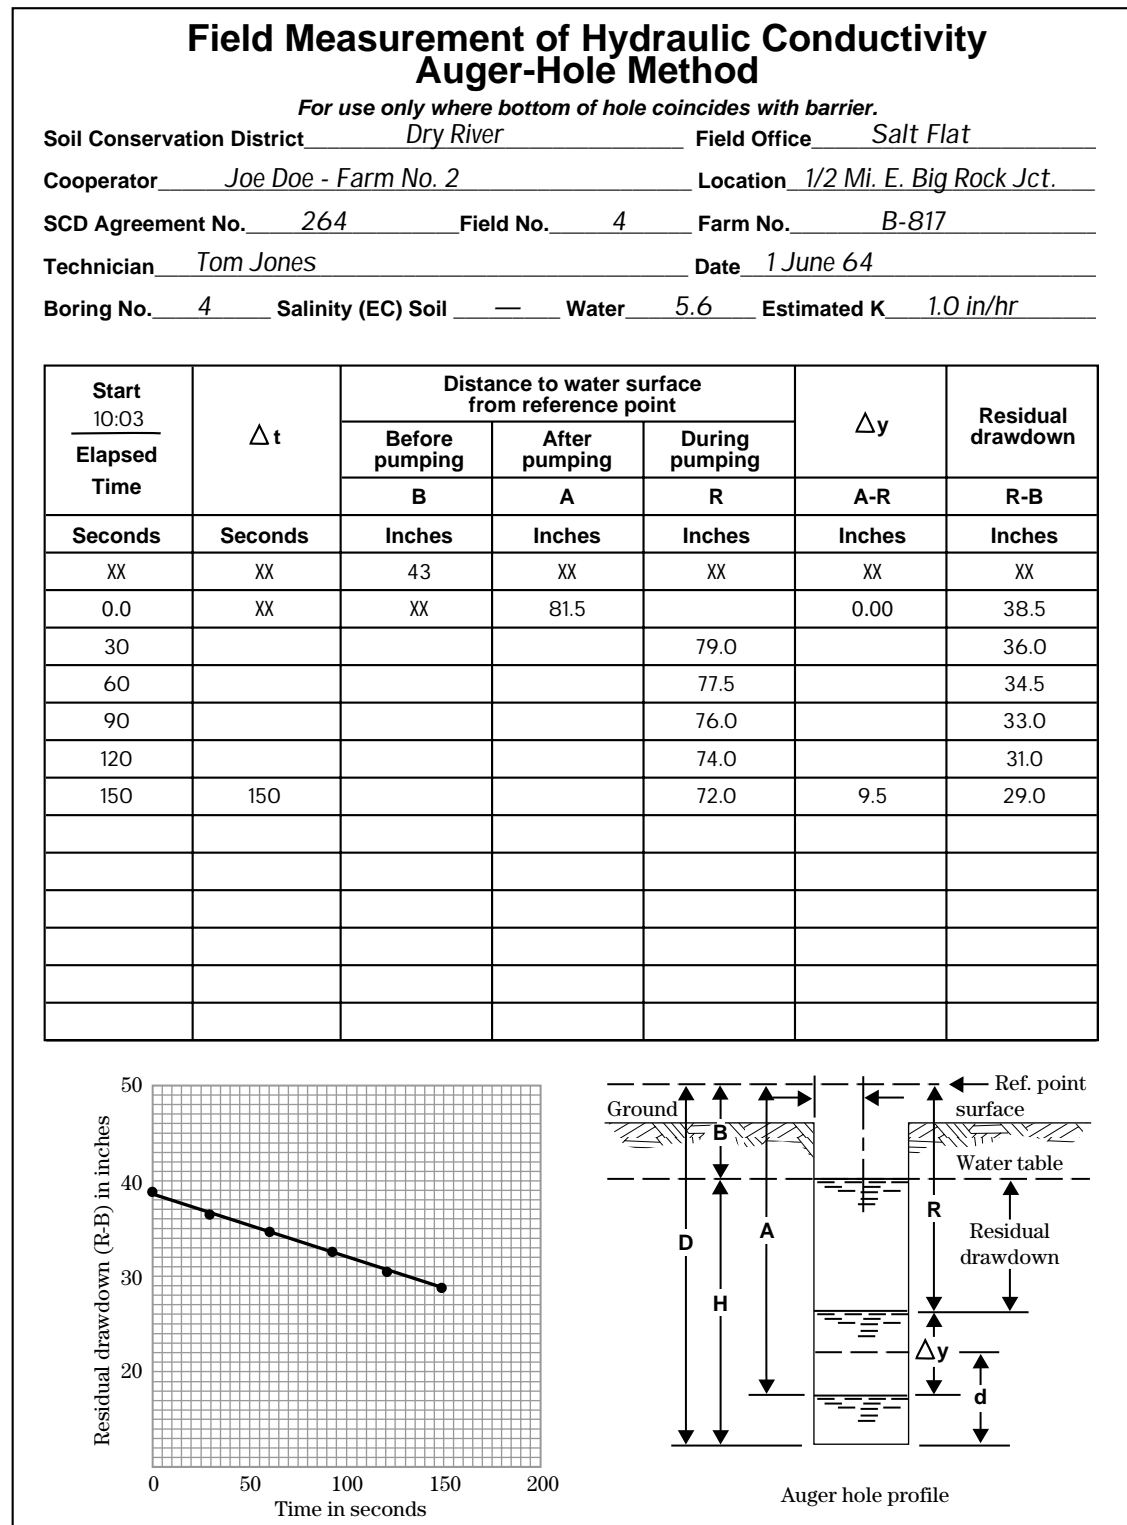 Field Measurement of Hydraulic Conductivity
Auger-Hole Method
For use only where bottom of hole coincides with barrier.
Soil Conservation District Dry River Field Office Salt Flat
Cooperator Joe Doe - Farm No. 2 Location 1/2 Mi. E. Big Rock Jct.
SCD Agreement No. 264 Field No. 4 Farm No. B-817
Technician Tom Jones Date 1 June 64
Boring No. 4 Salinity (EC) Soil — Water 5.6 Estimated K 1.0 in/hr
Start
10:03
Elapsed
Time
Δ t
Distance to water surface
from reference point
Before
pumping
After
pumping
During
pumping
Δy
Residual
drawdown
B A R A-R R-B
Seconds Seconds Inches Inches Inches Inches Inches
XX XX 43 XX XX XX XX
0.0 XX XX 81.5 0.00 38.5
30 79.0 36.0
60 77.5 34.5
90 76.0 33.0
120 74.0 31.0
150 150 72.0 9.5 29.0
Residual drawdown (R-B) in inches
50
40
30
20
0 50 100 150 200
Time in seconds
Ref. point
Ground surface
B
Water table
R
A
D
Residual
drawdown
H
Δy
d
Auger hole profile